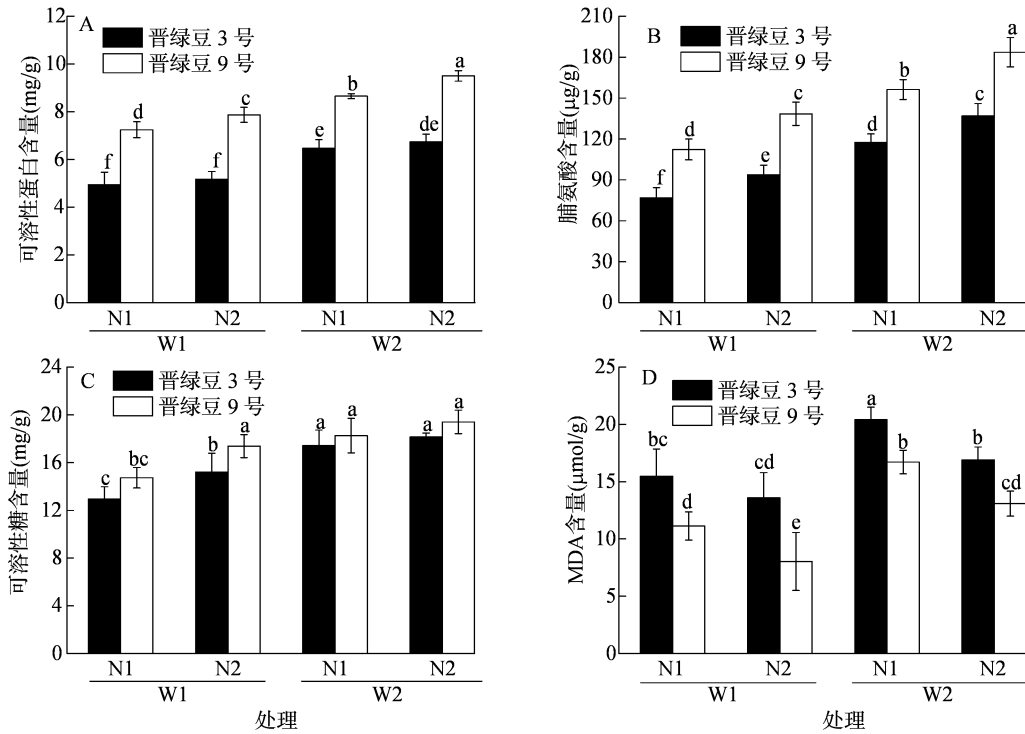 A
晋绿豆 3 号
晋绿豆 9 号
可溶性蛋白含量(mg/g)
12
10
8
6
4
2
0
f
d
f
c
e
b
de
a
N1
N2
N1
N2
W1
W2
B
晋绿豆 3 号
晋绿豆 9 号
脯氨酸含量(μg/g)
210
180
150
120
90
60
30
0
f
d
e
c
d
b
c
a
N1
N2
N1
N2
W1
W2
C
晋绿豆 3 号
晋绿豆 9 号
可溶性糖含量(mg/g)
24
20
16
12
8
4
0
c
bc
b
a
a
a
a
a
N1
N2
N1
N2
W1
W2
处理
D
晋绿豆 3 号
晋绿豆 9 号
MDA含量(μmol/g)
25
20
15
10
5
0
bc
d
cd
e
a
b
b
cd
N1
N2
N1
N2
W1
W2
处理